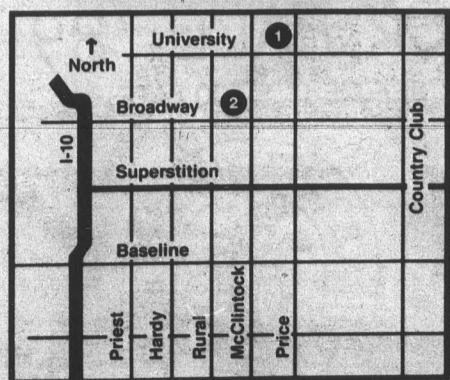 University
1
↑
North
Broadway
2
I-10
Superstition
Country Club
Baseline
Priest
Hardy
Rural
McClintock
Price